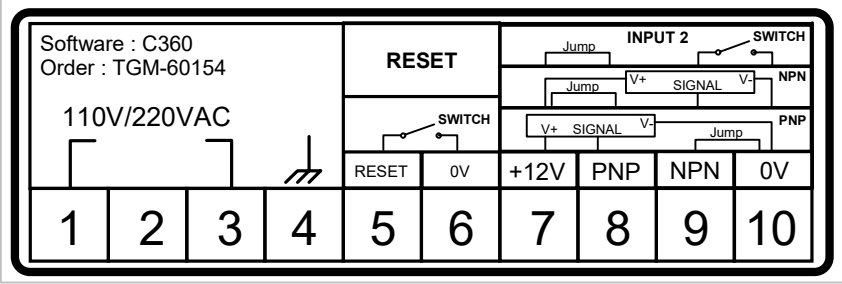 Software : C360
Order : TGM-60154
110V/220VAC
RESET
SWITCH
RESET
0V
INPUT 2
Jump
SWITCH
V+
SIGNAL
V-
NPN
Jump
V+
SIGNAL
V-
PNP
Jump
+12V
PNP
NPN
0V
1 2 3 4 5 6 7 8 9 10